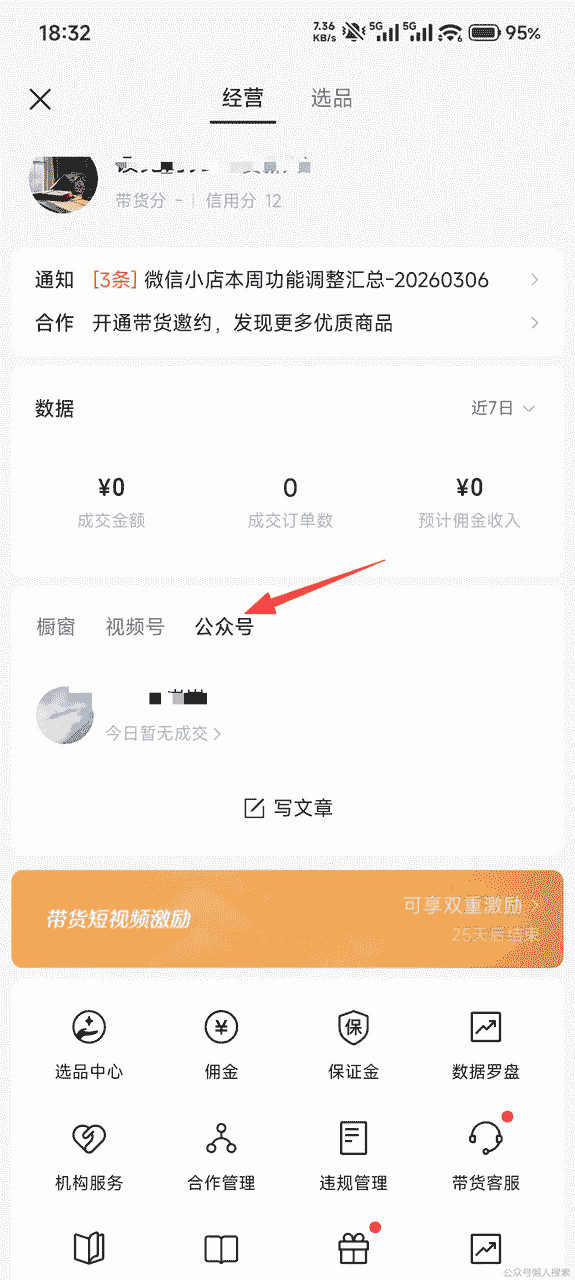 18:32 7.36 KB/s 5G 5G 6 95%
经营 选品
带货分 - | 信用分 12
通知 [3条] 微信小店本周功能调整汇总-20260306
合作 开通带货邀约，发现更多优质商品
数据 近7日
¥0 0 ¥0
成交金额 成交订单数 预计佣金收入
橱窗 视频号 公众号
今日暂无成交
写文章
带货短视频激励 可享双重激励
25天后结束
选品中心 佣金 保证金 数据罗盘
机构服务 合作管理 违规管理 带货客服
公众号懒人搜索